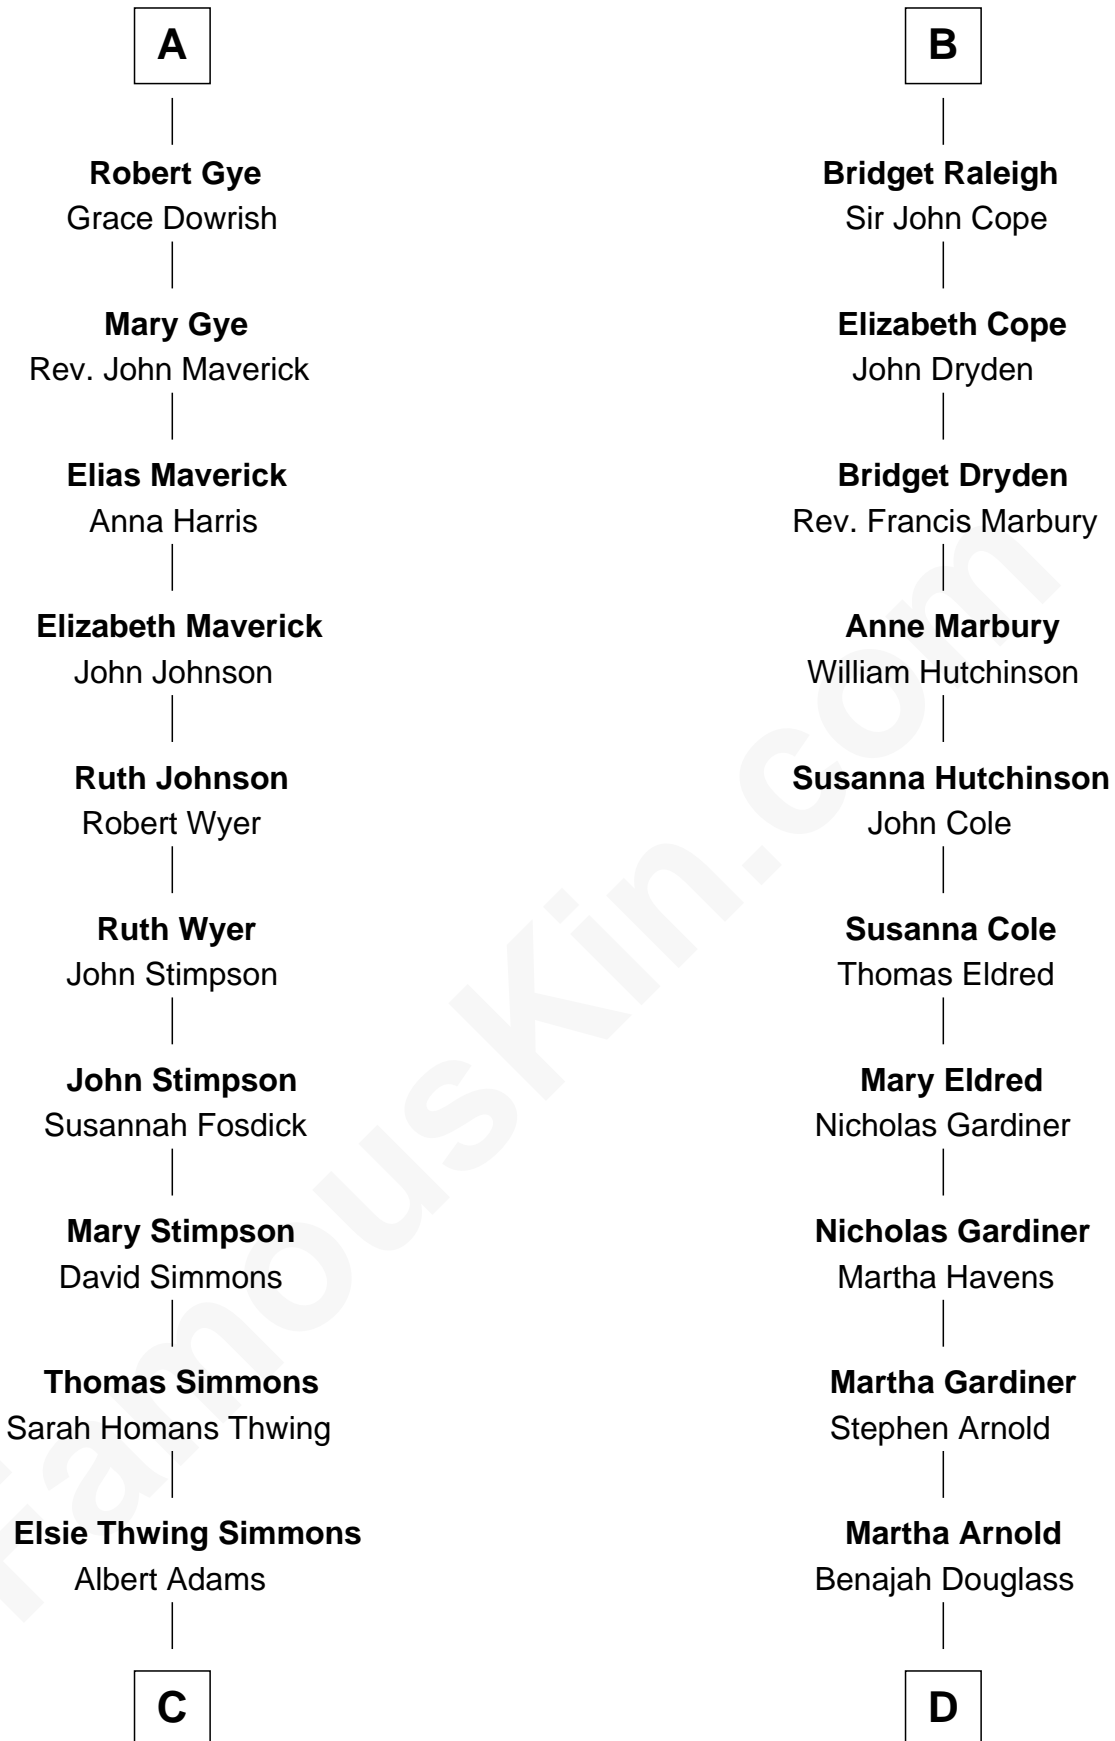 A
Robert Gye
Grace Dowrish
Mary Gye
Rev. John Maverick
Elias Maverick
Anna Harris
Elizabeth Maverick
John Johnson
Ruth Johnson
Robert Wyer
Ruth Wyer
John Stimpson
John Stimpson
Susannah Fosdick
Mary Stimpson
David Simmons
Thomas Simmons
Sarah Homans Thwing
Elsie Thwing Simmons
Albert Adams
C
B
Bridget Raleigh
Sir John Cope
Elizabeth Cope
John Dryden
Bridget Dryden
Rev. Francis Marbury
Anne Marbury
William Hutchinson
Susanna Hutchinson
John Cole
Susanna Cole
Thomas Eldred
Mary Eldred
Nicholas Gardiner
Nicholas Gardiner
Martha Havens
Martha Gardiner
Stephen Arnold
Martha Arnold
Benajah Douglass
D
FamousKin.com